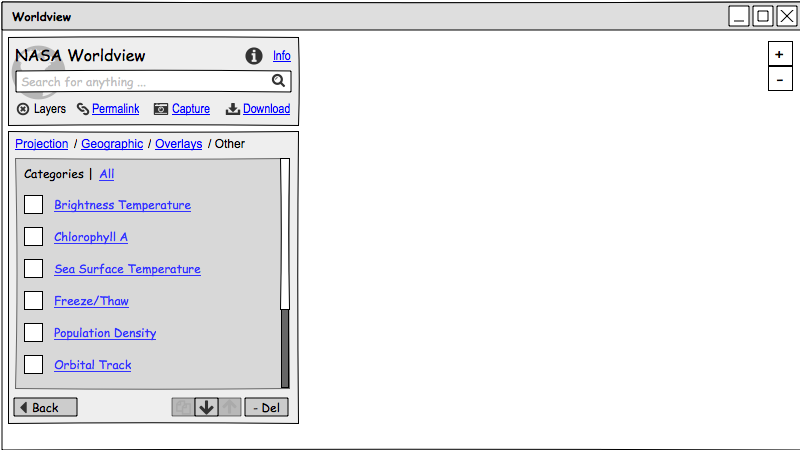 Worldview
NASA Worldview
Info
Search for anything ...
Layers Permalink Capture Download
+
-
Projection / Geographic / Overlays / Other
Categories | All
Brightness Temperature
Chlorophyll A
Sea Surface Temperature
Freeze/Thaw
Population Density
Orbital Track
Back
- Del